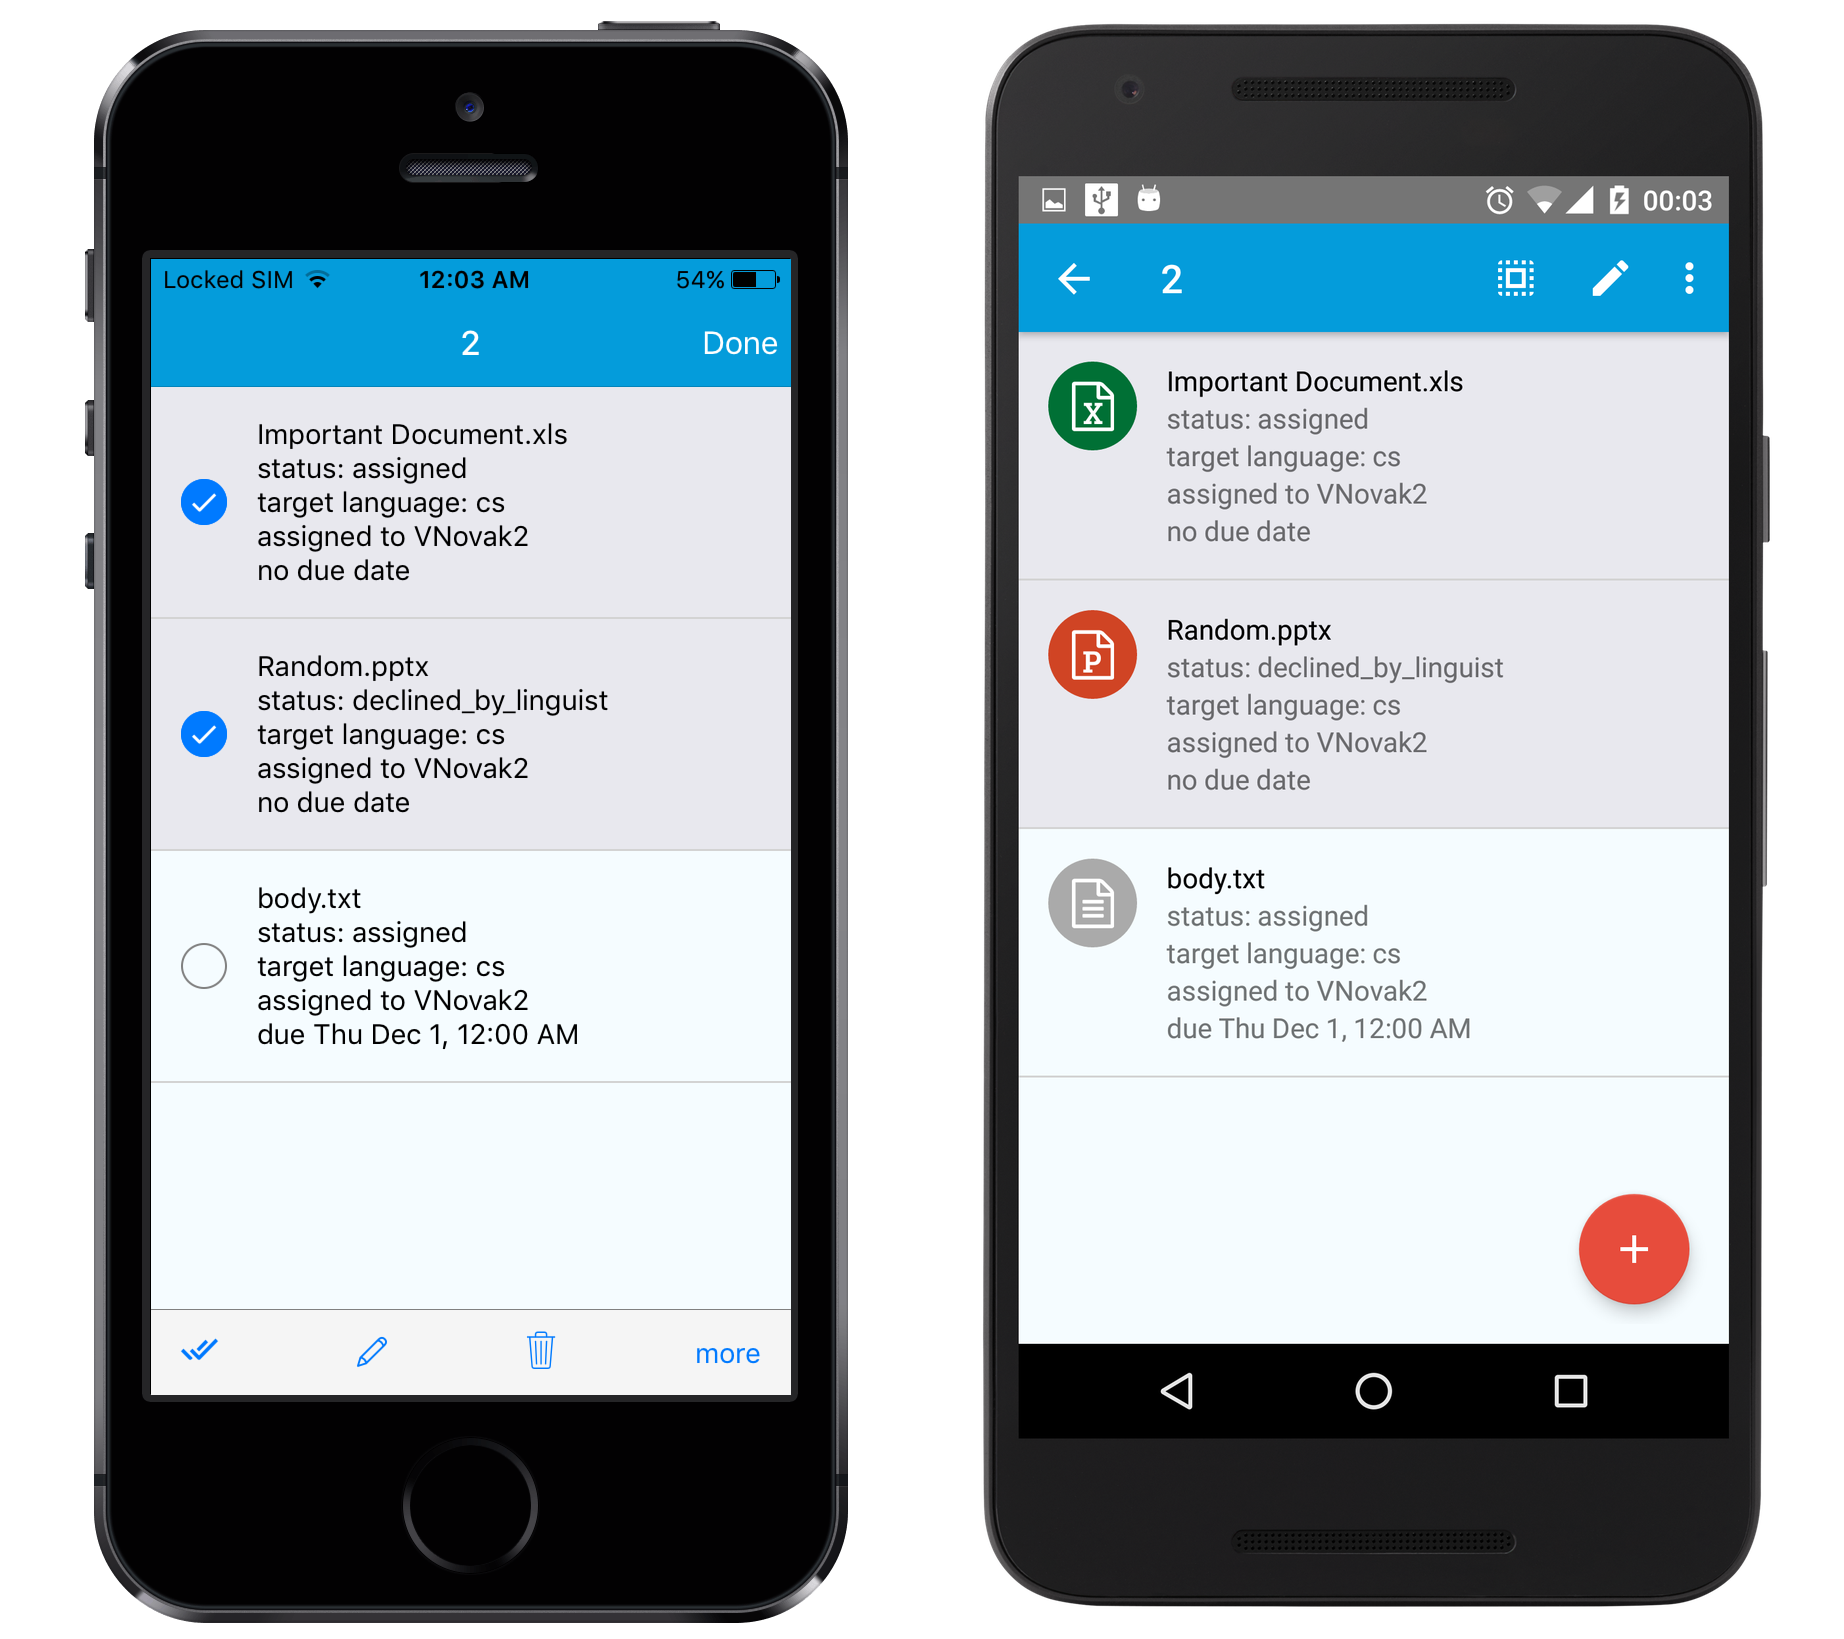 Locked SIM 12:03 AM 54%
2 Done
Important Document.xls
status: assigned
target language: cs
assigned to VNovak2
no due date
Random.pptx
status: declined_by_linguist
target language: cs
assigned to VNovak2
no due date
body.txt
status: assigned
target language: cs
assigned to VNovak2
due Thu Dec 1, 12:00 AM
more
00:03
2
X
Important Document.xls
status: assigned
target language: cs
assigned to VNovak2
no due date
P
Random.pptx
status: declined_by_linguist
target language: cs
assigned to VNovak2
no due date
body.txt
status: assigned
target language: cs
assigned to VNovak2
due Thu Dec 1, 12:00 AM